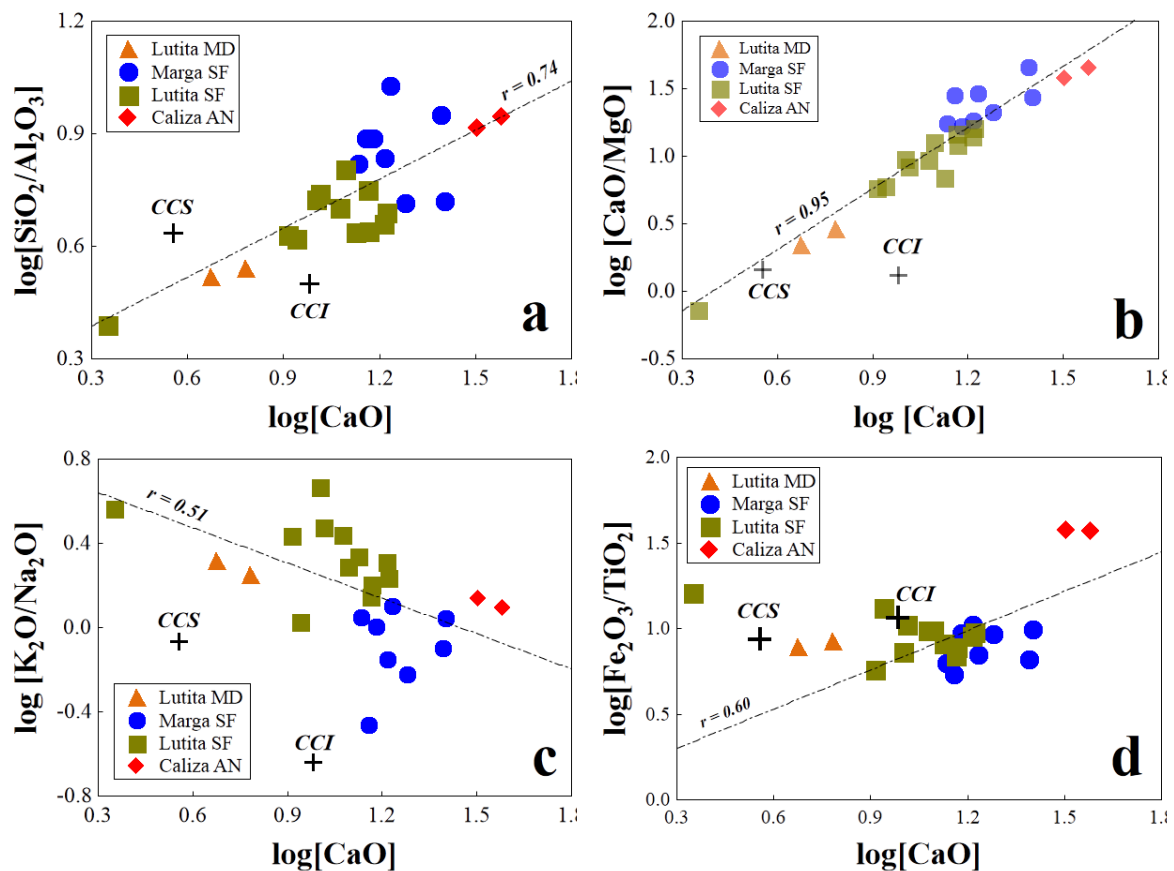 1.2
0.9
0.6
0.3
log[SiO₂/Al₂O₃]
Lutita MD
Marga SF
Lutita SF
Caliza AN
r = 0.74
CCS
CCI
a
0.3 0.6 0.9 1.2 1.5 1.8
log[CaO]
2.0
1.5
1.0
0.5
0.0
-0.5
log [CaO/MgO]
Lutita MD
Marga SF
Lutita SF
Caliza AN
r = 0.95
CCS
CCI
b
0.3 0.6 0.9 1.2 1.5 1.8
log [CaO]
0.8
0.4
0.0
-0.4
-0.8
log [K₂O/Na₂O]
r = 0.51
CCS
CCI
Lutita MD
Marga SF
Lutita SF
Caliza AN
c
0.3 0.6 0.9 1.2 1.5 1.8
log[CaO]
2.0
1.5
1.0
0.5
0.0
log[Fe₂O₃/TiO₂]
Lutita MD
Marga SF
Lutita SF
Caliza AN
CCS
CCI
r = 0.60
d
0.3 0.6 0.9 1.2 1.5 1.8
log[CaO]